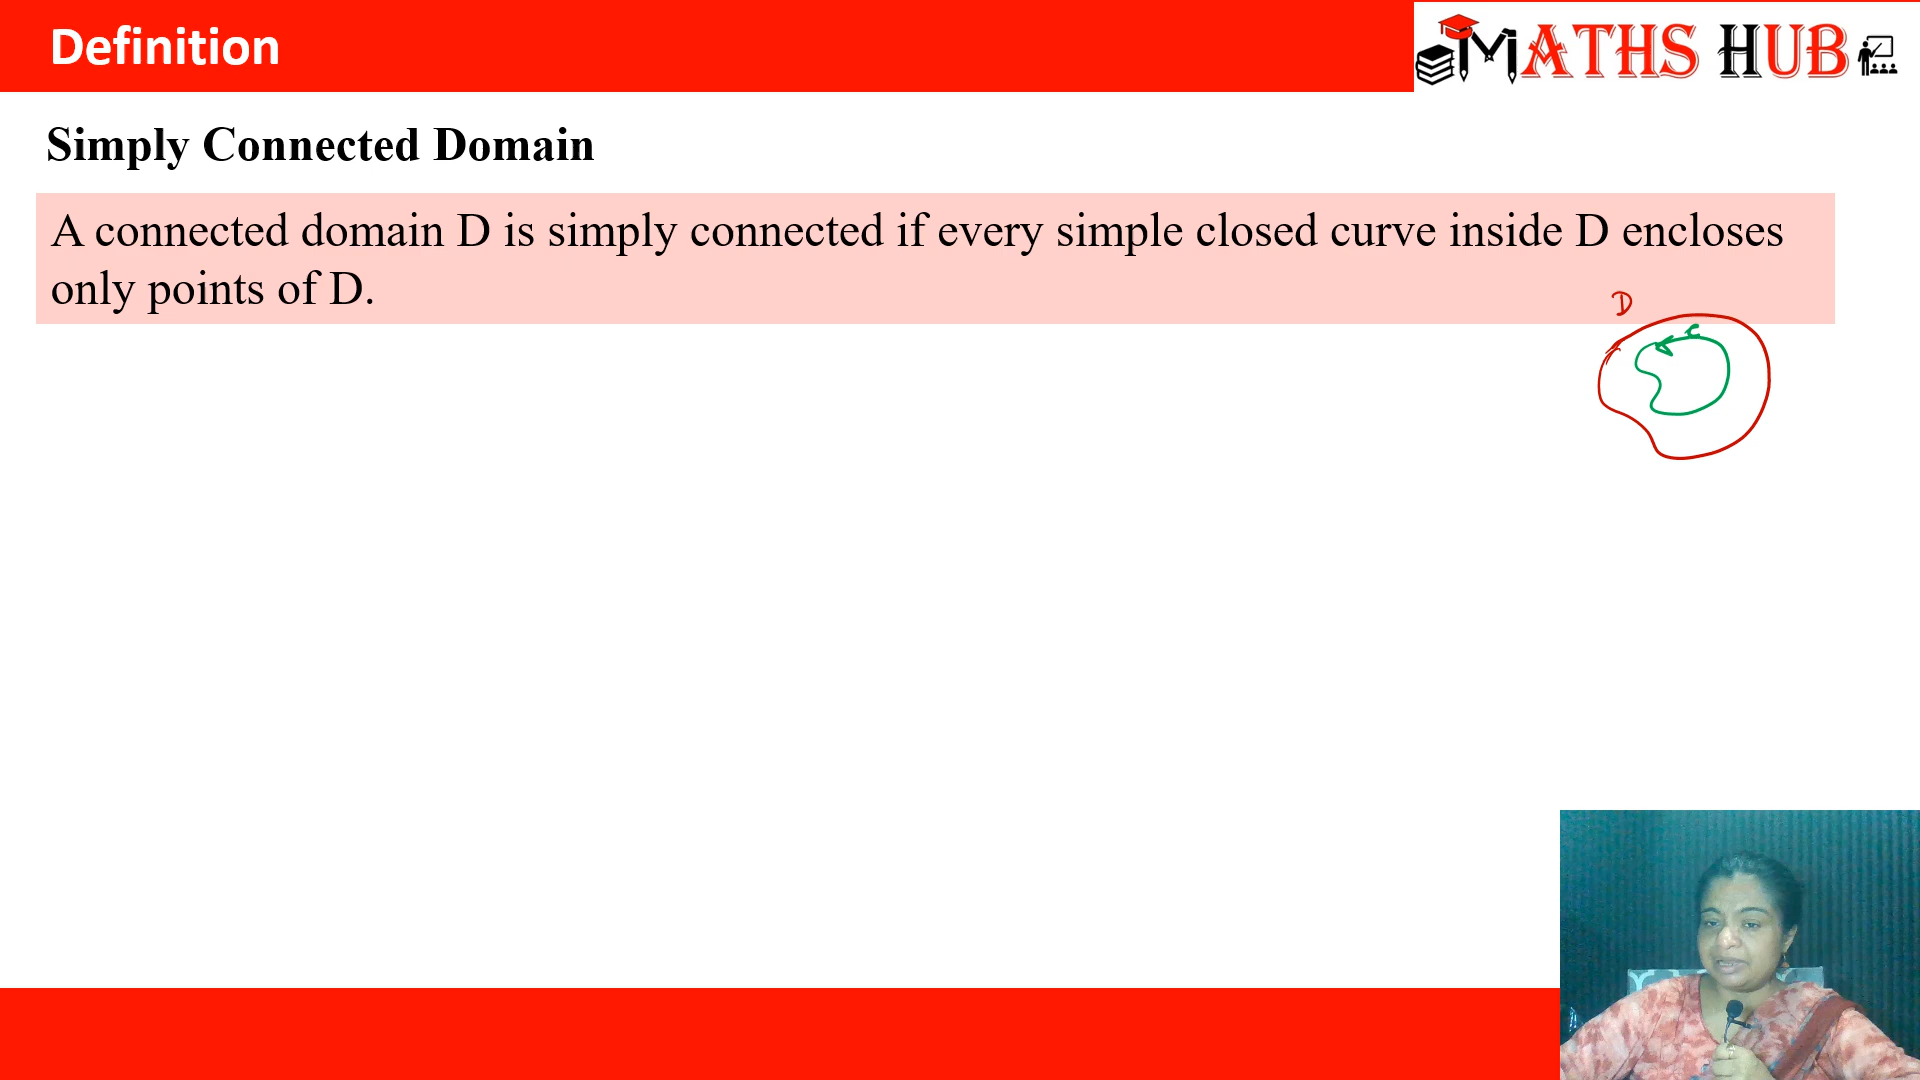 Definition
MATHS HUB
Simply Connected Domain
A connected domain D is simply connected if every simple closed curve inside D encloses
only points of D.
D
C